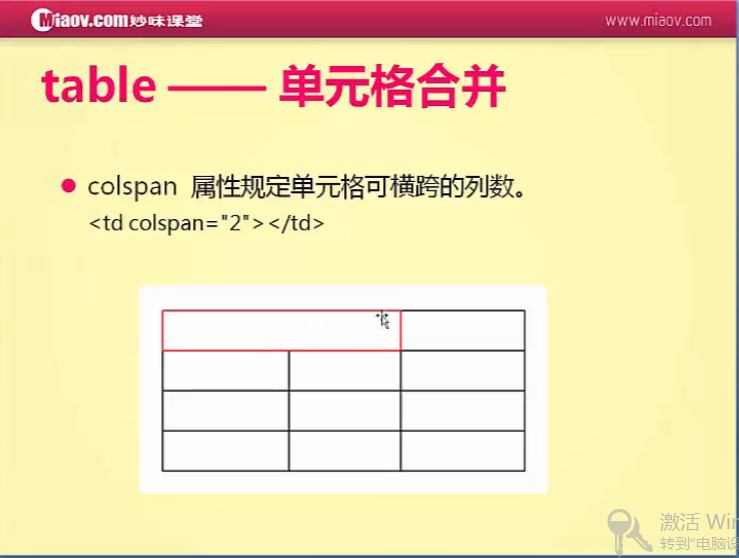 Miaov.com妙味课堂
www.miaov.com
table —— 单元格合并
colspan 属性规定单元格可横跨的列数。
<td colspan="2"></td>
激活 Win
转到"电脑设